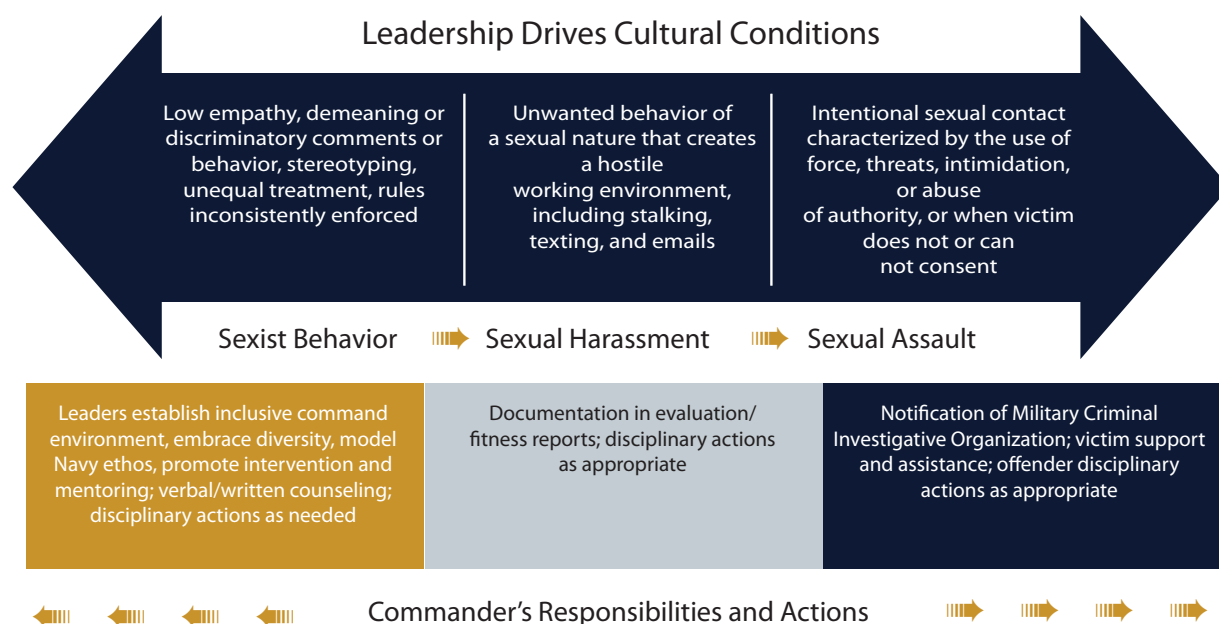 Leadership Drives Cultural Conditions
Low empathy, demeaning or
discriminatory comments or
behavior, stereotyping,
unequal treatment, rules
inconsistently enforced
Unwanted behavior of
a sexual nature that creates
a hostile
working environment,
including stalking,
texting, and emails
Intentional sexual contact
characterized by the use of
force, threats, intimidation,
or abuse
of authority, or when victim
does not or can
not consent
Sexist Behavior
Sexual Harassment
Sexual Assault
Leaders establish inclusive command
environment, embrace diversity, model
Navy ethos, promote intervention and
mentoring; verbal/written counseling;
disciplinary actions as needed
Documentation in evaluation/
fitness reports; disciplinary actions
as appropriate
Notification of Military Criminal
Investigative Organization; victim support
and assistance; offender disciplinary
actions as appropriate
Commander’s Responsibilities and Actions